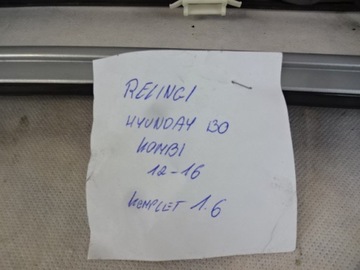 RELINGI
HYUNDAY I30
KOMBI
12-16
KOMPLET 1.6